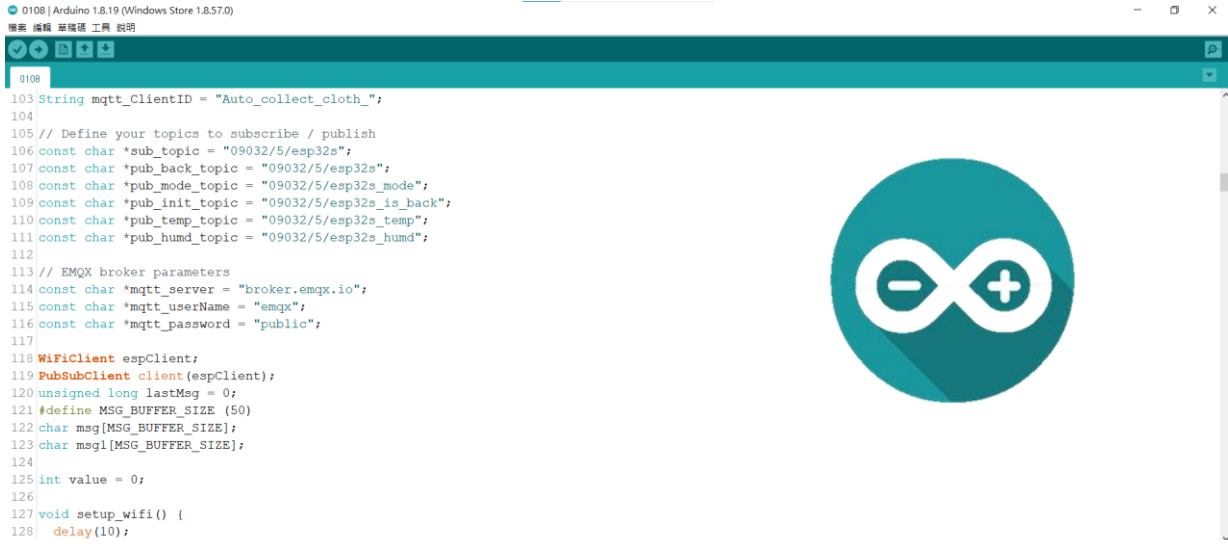 0108 | Arduino 1.8.19 (Windows Store 1.8.57.0)
檔案 編輯 草稿碼 工具 說明
0108
103 String mqtt_ClientID = "Auto_collect_cloth_";
104
105 // Define your topics to subscribe / publish
106 const char *sub_topic = "09032/5/esp32s";
107 const char *pub_back_topic = "09032/5/esp32s";
108 const char *pub_mode_topic = "09032/5/esp32s_mode";
109 const char *pub_init_topic = "09032/5/esp32s_is_back";
110 const char *pub_temp_topic = "09032/5/esp32s_temp";
111 const char *pub_humd_topic = "09032/5/esp32s_humd";
112
113 // EMQX broker parameters
114 const char *mqtt_server = "broker.emqx.io";
115 const char *mqtt_userName = "emqx";
116 const char *mqtt_password = "public";
117
118 WiFiClient espClient;
119 PubSubClient client(espClient);
120 unsigned long lastMsg = 0;
121 #define MSG_BUFFER_SIZE (50)
122 char msg[MSG_BUFFER_SIZE];
123 char msg1[MSG_BUFFER_SIZE];
124
125 int value = 0;
126
127 void setup_wifi() {
128 delay(10);